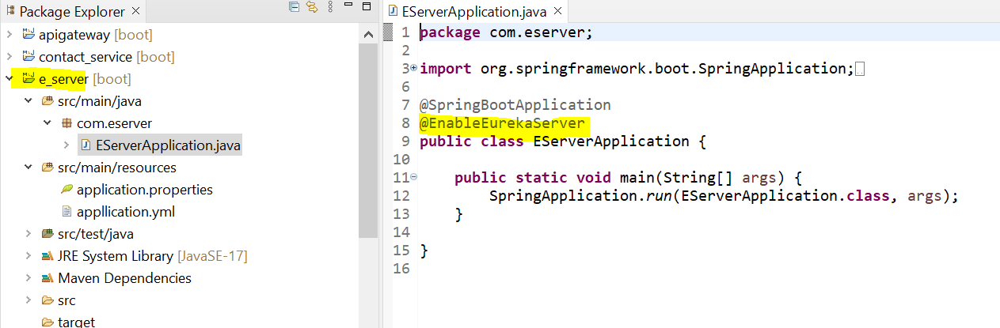 Package Explorer
apigateway [boot]
contact_service [boot]
e_server [boot]
src/main/java
com.eserver
EServerApplication.java
src/main/resources
application.properties
appllication.yml
src/test/java
JRE System Library [JavaSE-17]
Maven Dependencies
src
target
EServerApplication.java
1 package com.eserver;
2
3 import org.springframework.boot.SpringApplication;
6
7 @SpringBootApplication
8 @EnableEurekaServer
9 public class EServerApplication {
10
11 public static void main(String[] args) {
12 SpringApplication.run(EServerApplication.class, args);
13 }
14
15 }
16